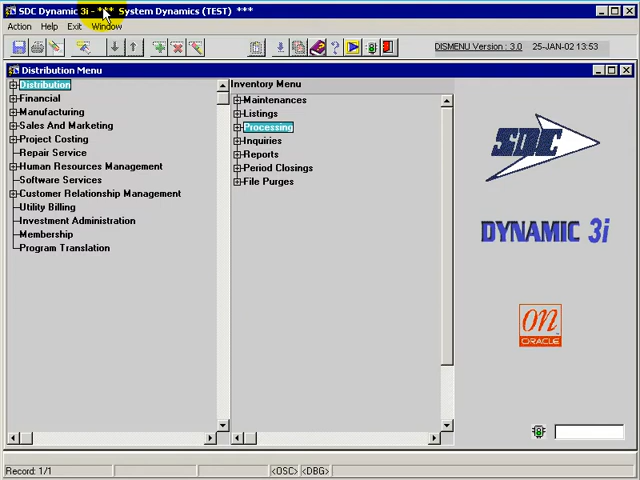 SDC Dynamic 3i - *** System Dynamics (TEST) ***
Action Help Exit Window
DISMENU Version : 3.0 25-JAN-02 13:53
Distribution Menu
Distribution
Financial
Manufacturing
Sales And Marketing
Project Costing
Repair Service
Human Resources Management
Software Services
Customer Relationship Management
Utility Billing
Investment Administration
Membership
Program Translation
Inventory Menu
Maintenances
Listings
Processing
Inquiries
Reports
Period Closings
File Purges
SDC
DYNAMIC 3i
ON
ORACLE
Record: 1/1 <OSC> <DBG>